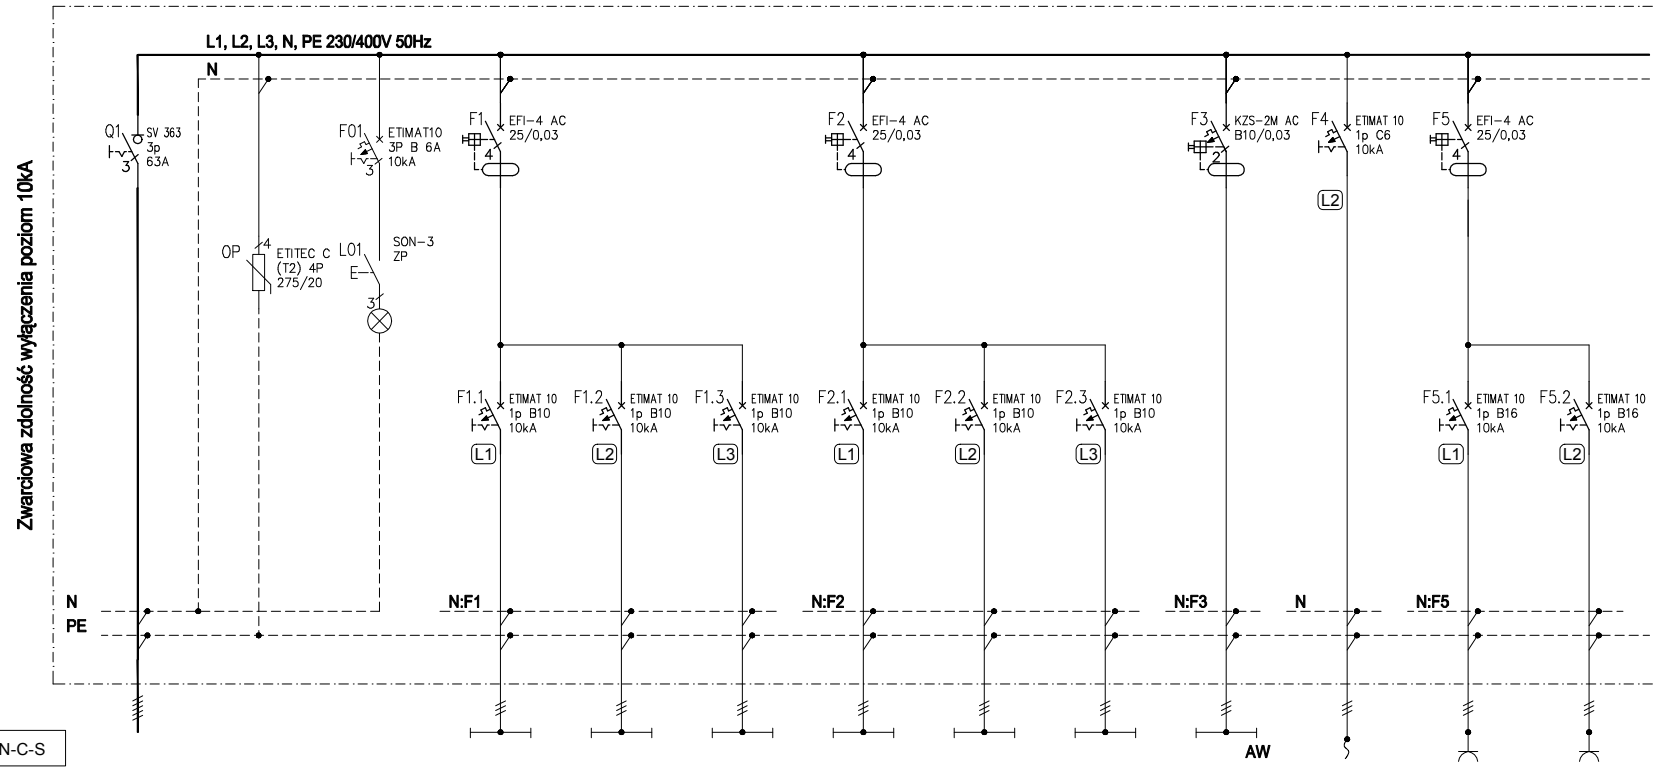 L1, L2, L3, N, PE 230/400V 50Hz
N
Zwarciowa zdolność wyłączenia poziom 10kA
Q1
SV 363
3p
63A
3
F01
ETIMAT10
3P B 6A
10kA
3
F1
EFI-4 AC
25/0,03
4
F2
EFI-4 AC
25/0,03
4
F3
KZS-2M AC
B10/0,03
2
F4
ETIMAT 10
1p C6
10kA
L2
F5
EFI-4 AC
25/0,03
4
OP
4
ETITEC C
(T2) 4P
275/20
L01
SON-3
ZP
E
3
F1.1
ETIMAT 10
1p B10
10kA
L1
F1.2
ETIMAT 10
1p B10
10kA
L2
F1.3
ETIMAT 10
1p B10
10kA
L3
F2.1
ETIMAT 10
1p B10
10kA
L1
F2.2
ETIMAT 10
1p B10
10kA
L2
F2.3
ETIMAT 10
1p B10
10kA
L3
F5.1
ETIMAT 10
1p B16
10kA
L1
F5.2
ETIMAT 10
1p B16
10kA
L2
N
N:F1
N:F2
N:F3
N
N:F5
PE
N-C-S
AW